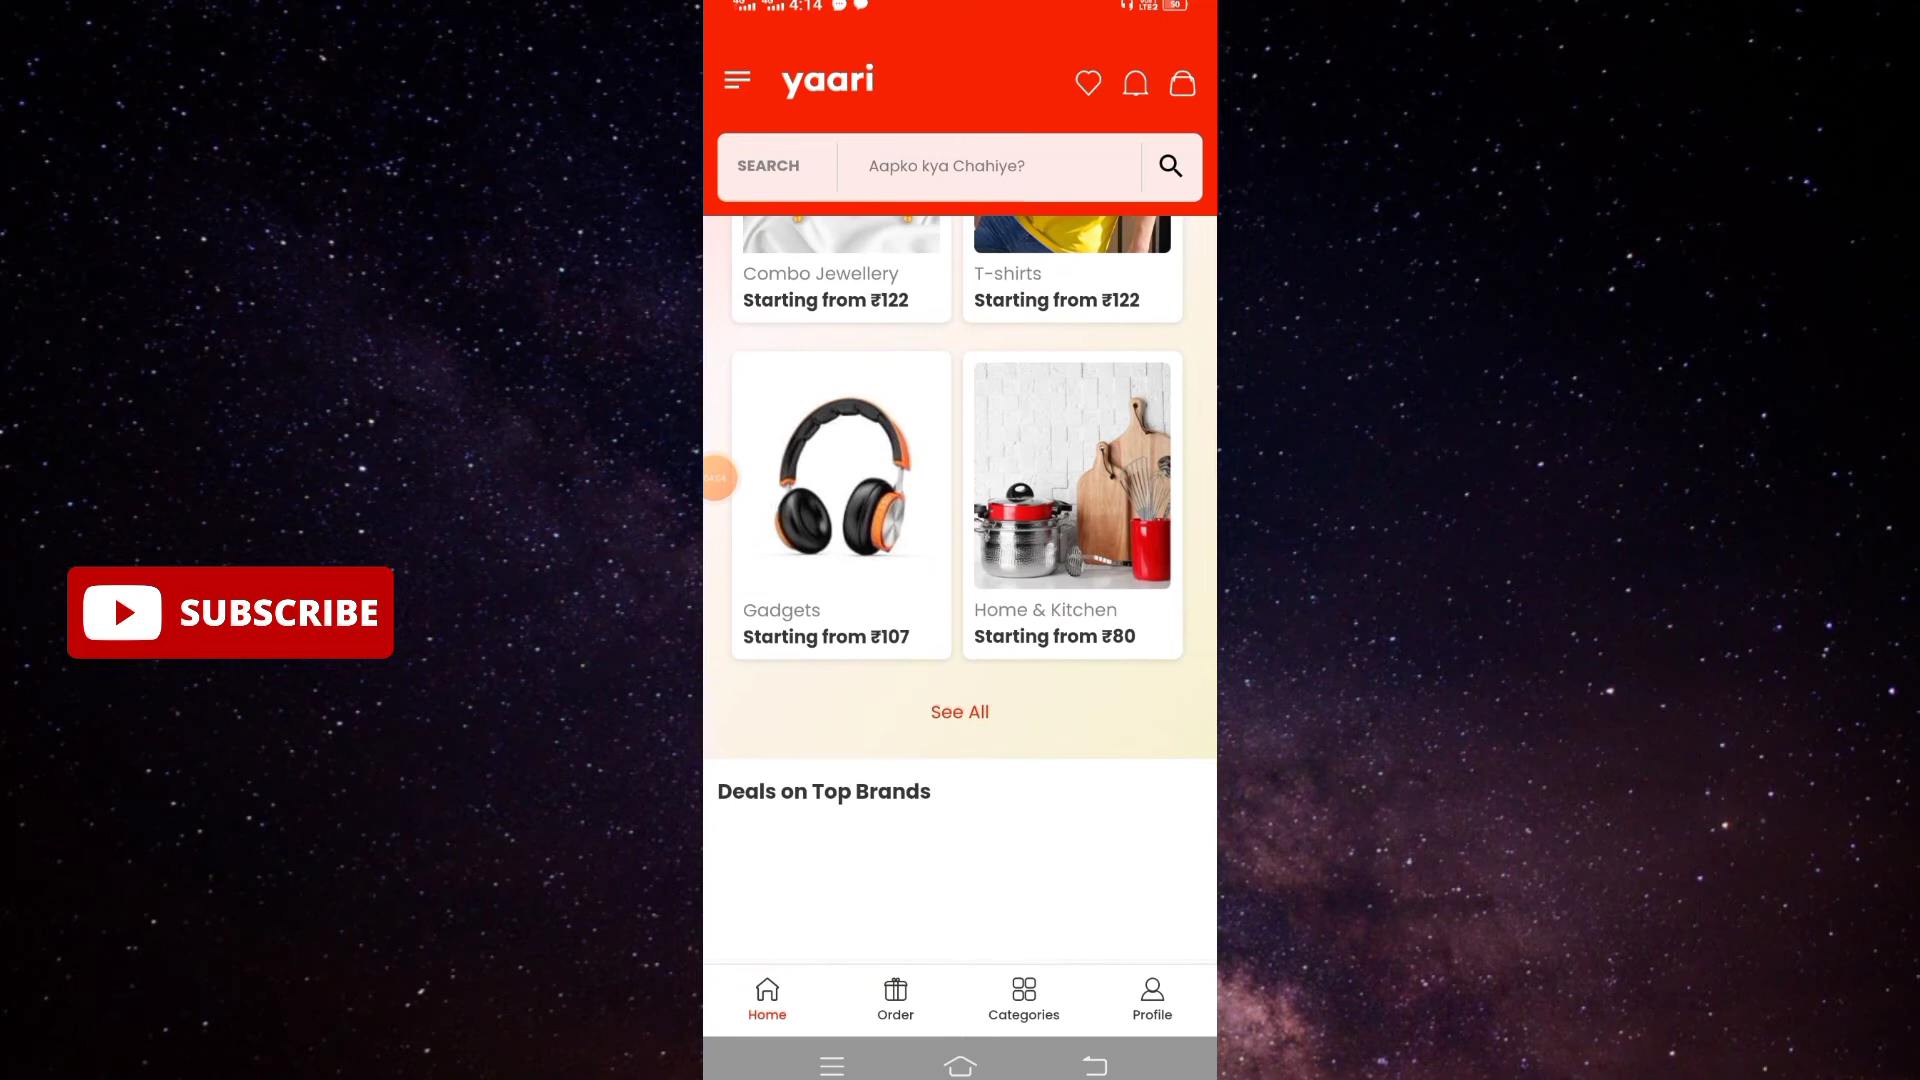 4:14
50
yaari
SEARCH
Aapko kya Chahiye?
Combo Jewellery
Starting from ₹122
T-shirts
Starting from ₹122
SUBSCRIBE
Gadgets
Starting from ₹107
Home & Kitchen
Starting from ₹80
See All
Deals on Top Brands
Home
Order
Categories
Profile